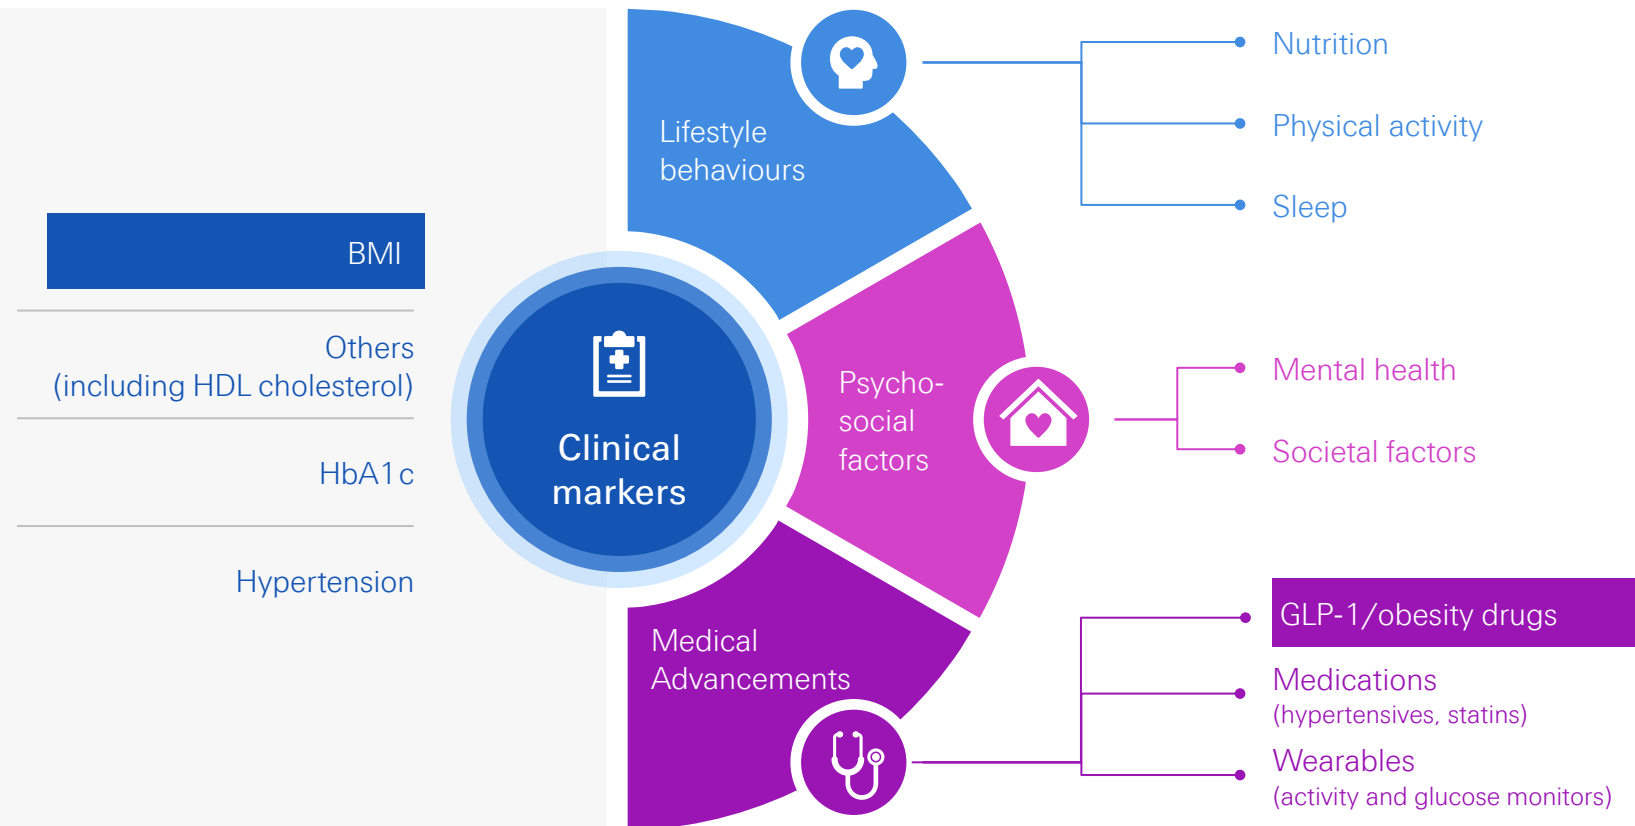 BMI
Others
(including HDL cholesterol)
HbA1c
Hypertension
Clinical
markers
Lifestyle
behaviours
Psycho-
social
factors
Medical
Advancements
Nutrition
Physical activity
Sleep
Mental health
Societal factors
GLP-1/obesity drugs
Medications
(hypertensives, statins)
Wearables
(activity and glucose monitors)